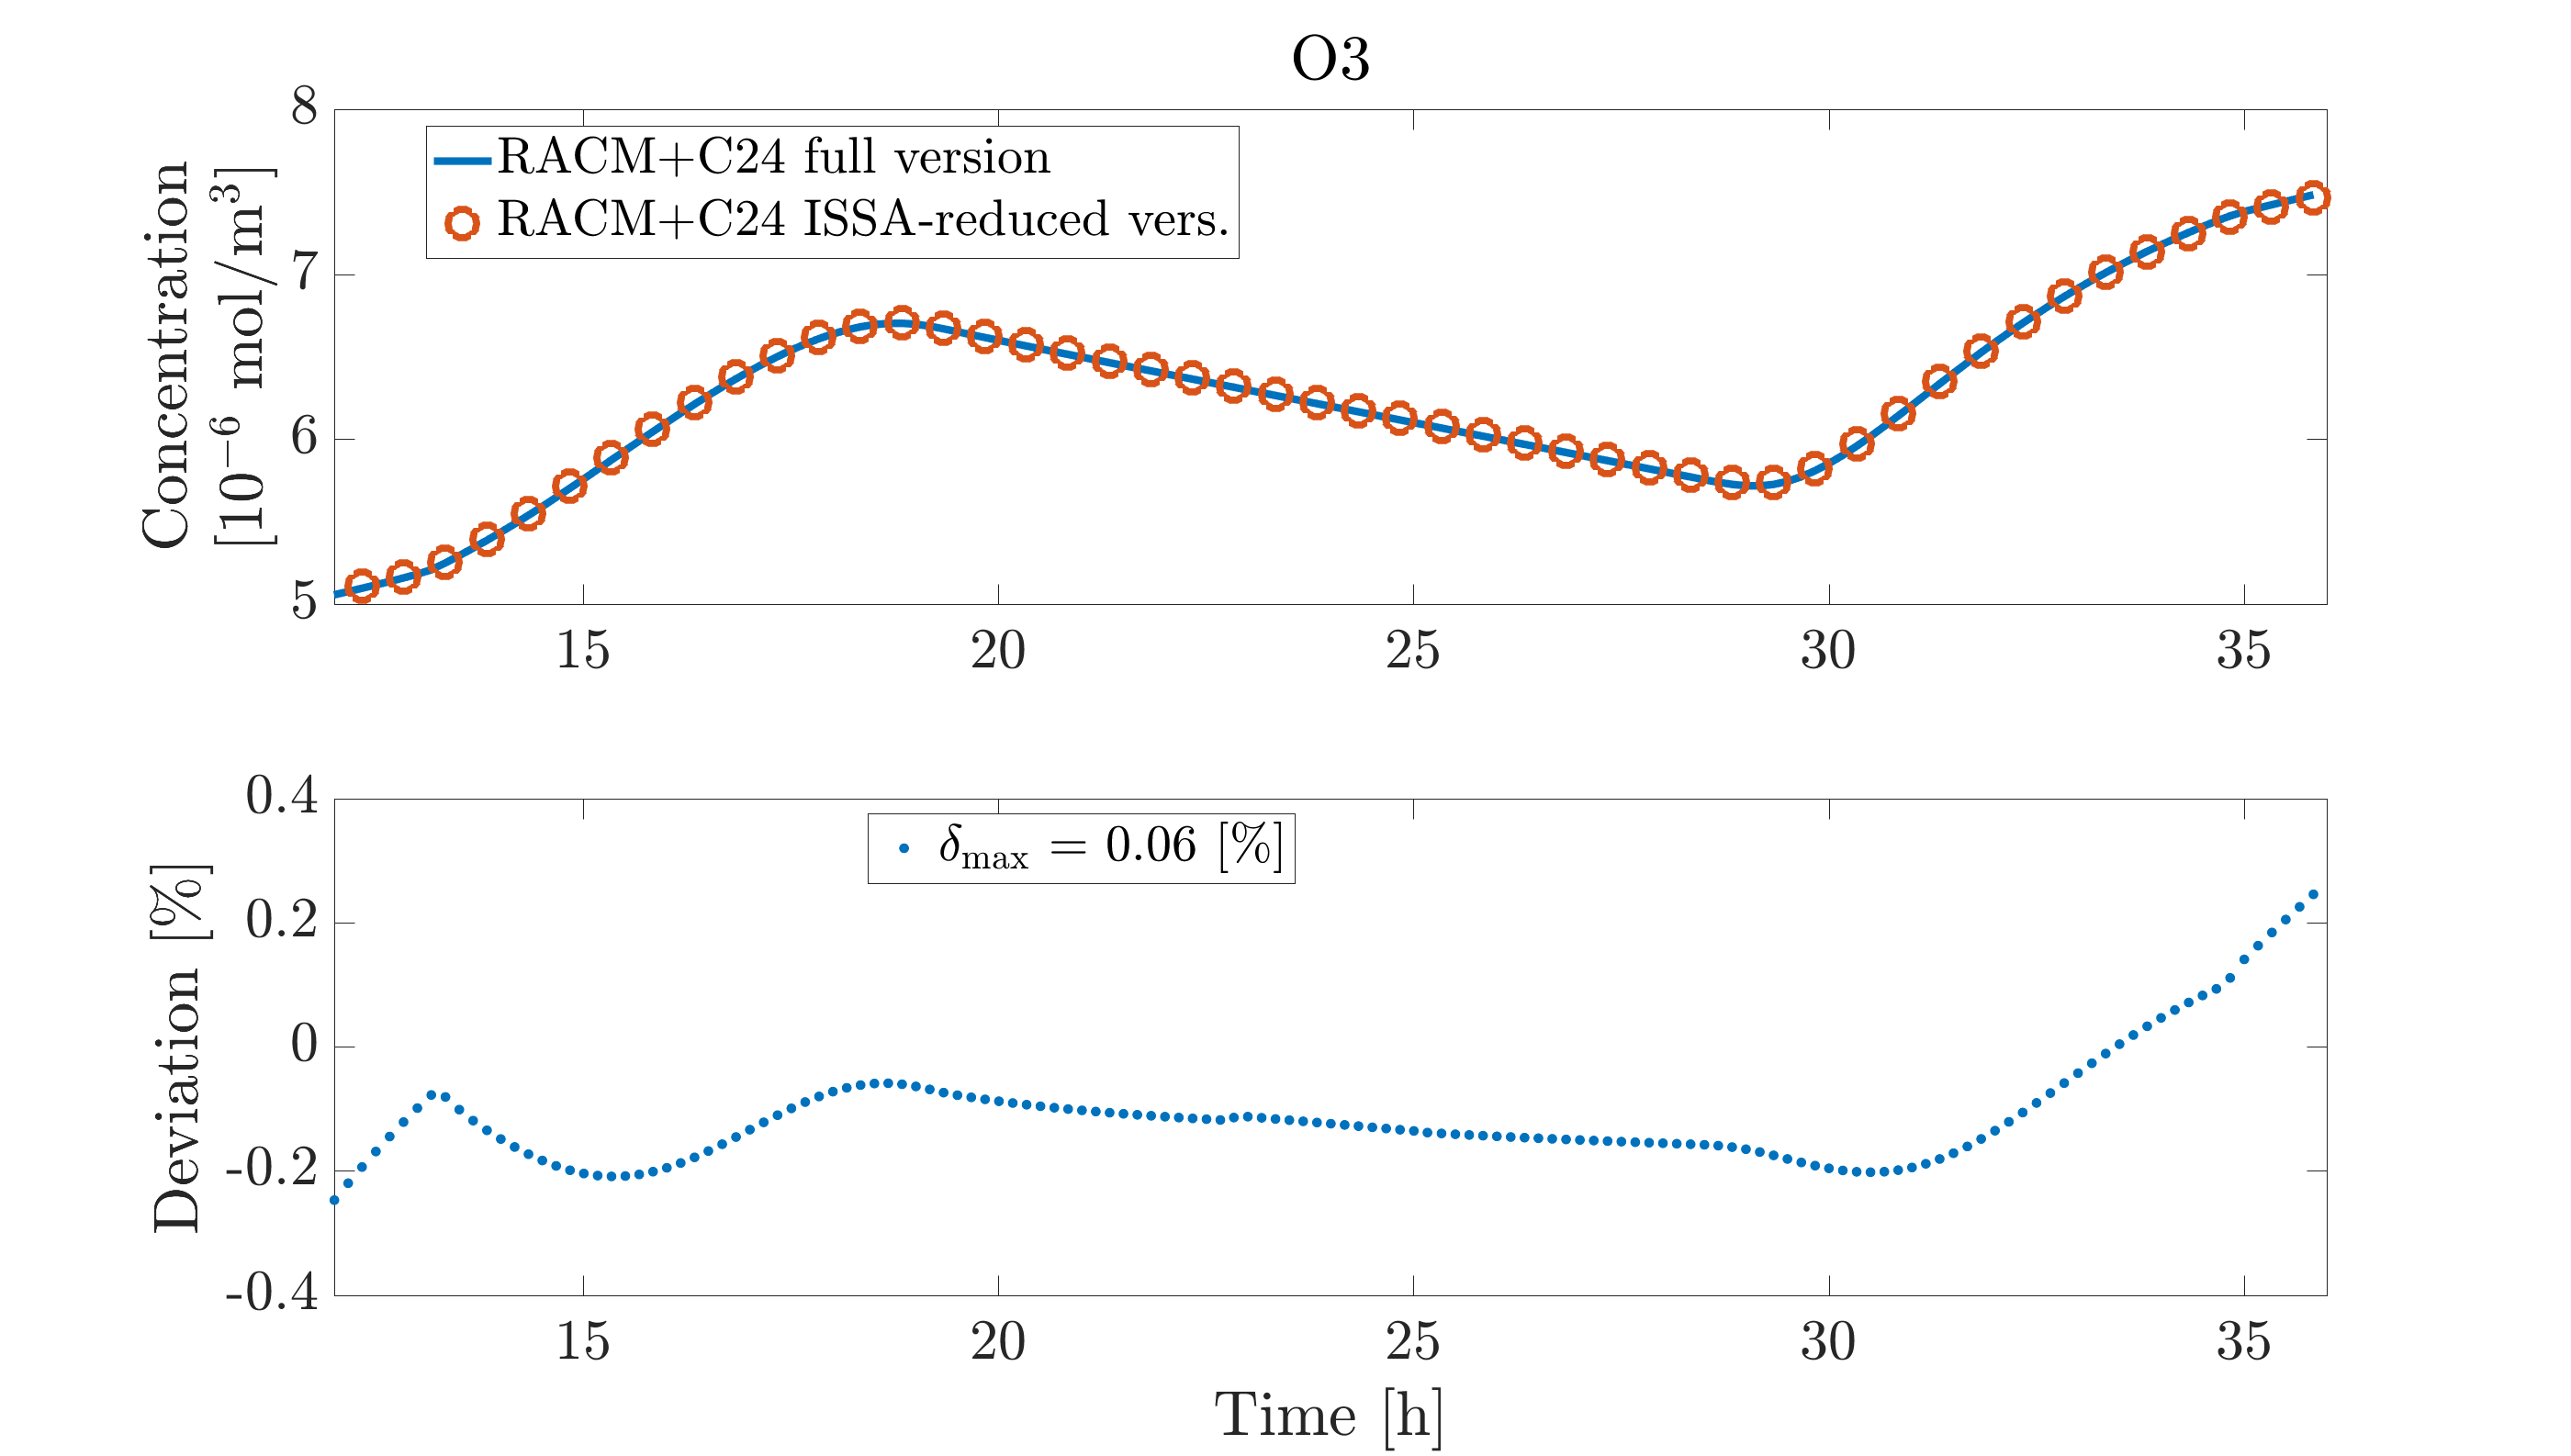 O3
8
7
6
5
Concentration
[10⁻⁶ mol/m³]
RACM+C24 full version
RACM+C24 ISSA-reduced vers.
15 20 25 30 35
0.4
0.2
0
-0.2
-0.4
Deviation [%]
δmax = 0.06 [%]
15 20 25 30 35
Time [h]